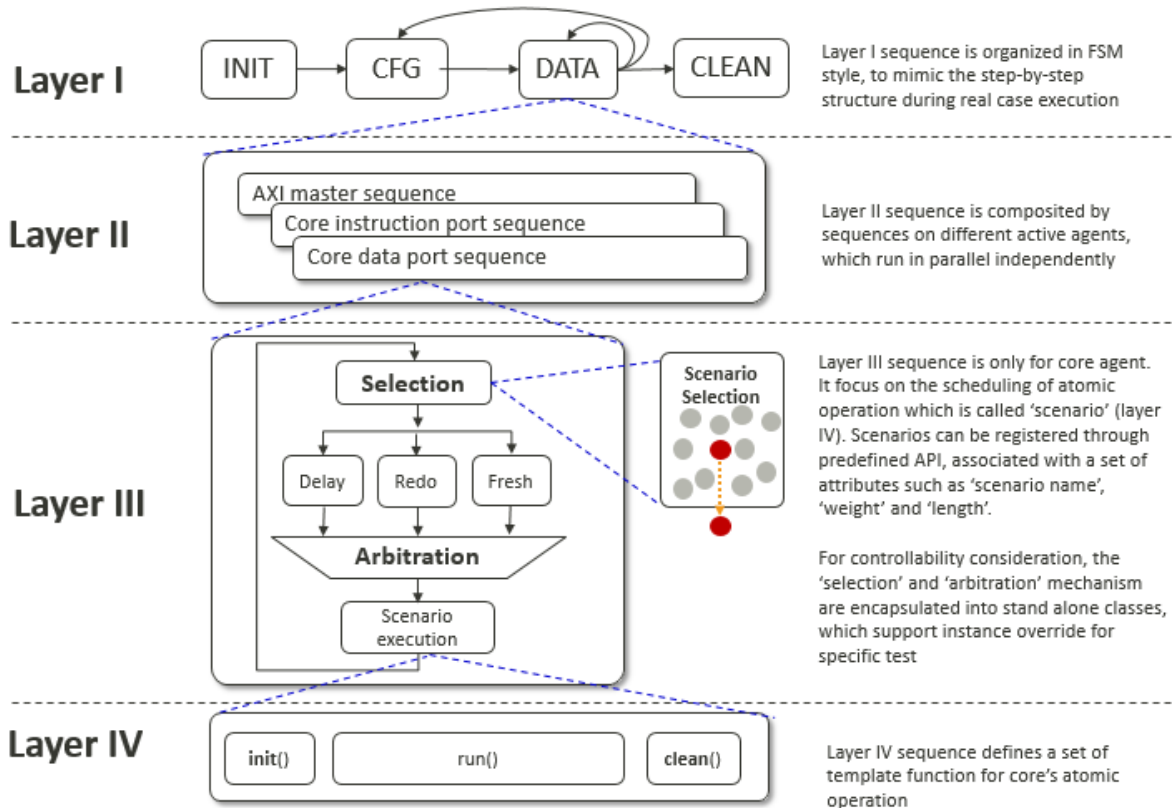 Layer I
INIT
CFG
DATA
CLEAN
Layer I sequence is organized in FSM
style, to mimic the step-by-step
structure during real case execution
Layer II
AXI master sequence
Core instruction port sequence
Core data port sequence
Layer II sequence is composited by
sequences on different active agents,
which run in parallel independently
Layer III
Selection
Delay
Redo
Fresh
Arbitration
Scenario
execution
Scenario
Selection
Layer III sequence is only for core agent.
It focus on the scheduling of atomic
operation which is called ‘scenario’ (layer
IV). Scenarios can be registered through
predefined API, associated with a set of
attributes such as ‘scenario name’,
‘weight’ and ‘length’.
For controllability consideration, the
‘selection’ and ‘arbitration’ mechanism
are encapsulated into stand alone classes,
which support instance override for
specific test
Layer IV
init()
run()
clean()
Layer IV sequence defines a set of
template function for core’s atomic
operation